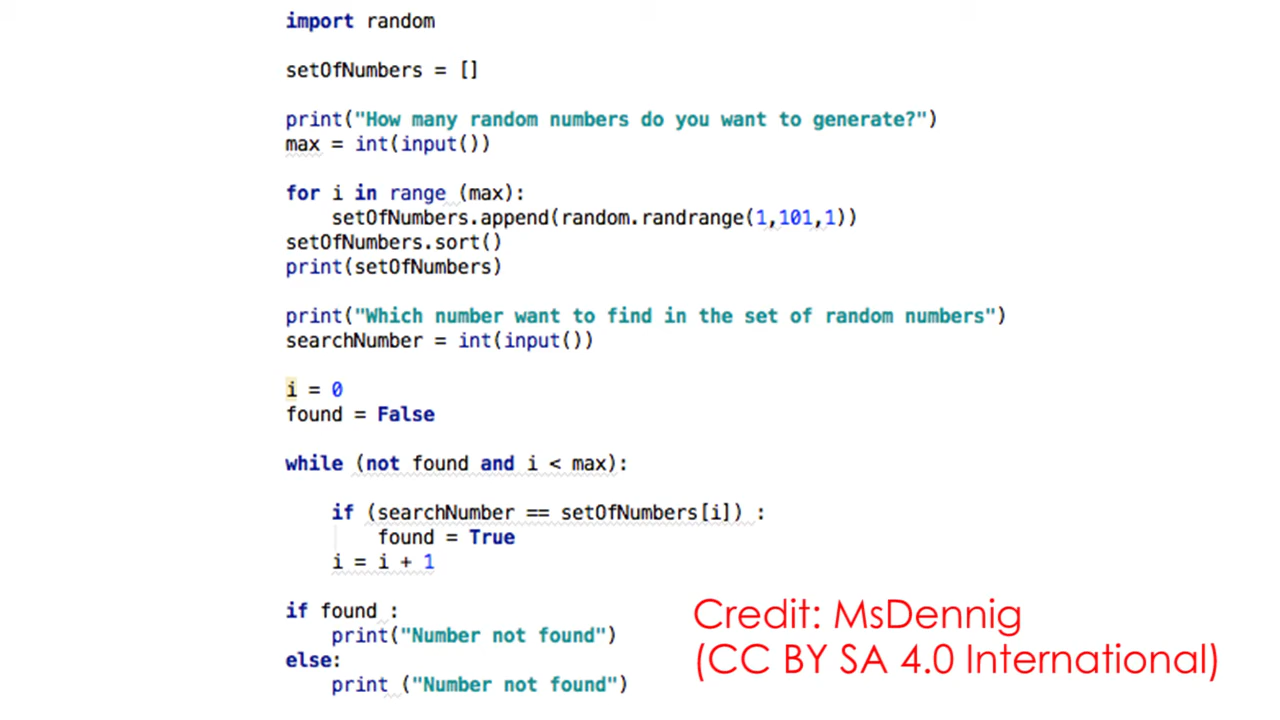 import random
setOfNumbers = []
print("How many random numbers do you want to generate?")
max = int(input())
for i in range (max):
setOfNumbers.append(random.randrange(1,101,1))
setOfNumbers.sort()
print(setOfNumbers)
print("Which number want to find in the set of random numbers")
searchNumber = int(input())
i = 0
found = False
while (not found and i < max):
if (searchNumber == setOfNumbers[i]) :
found = True
i = i + 1
if found :
print("Number not found")
else:
print ("Number not found")
Credit: MsDennig
(CC BY SA 4.0 International)